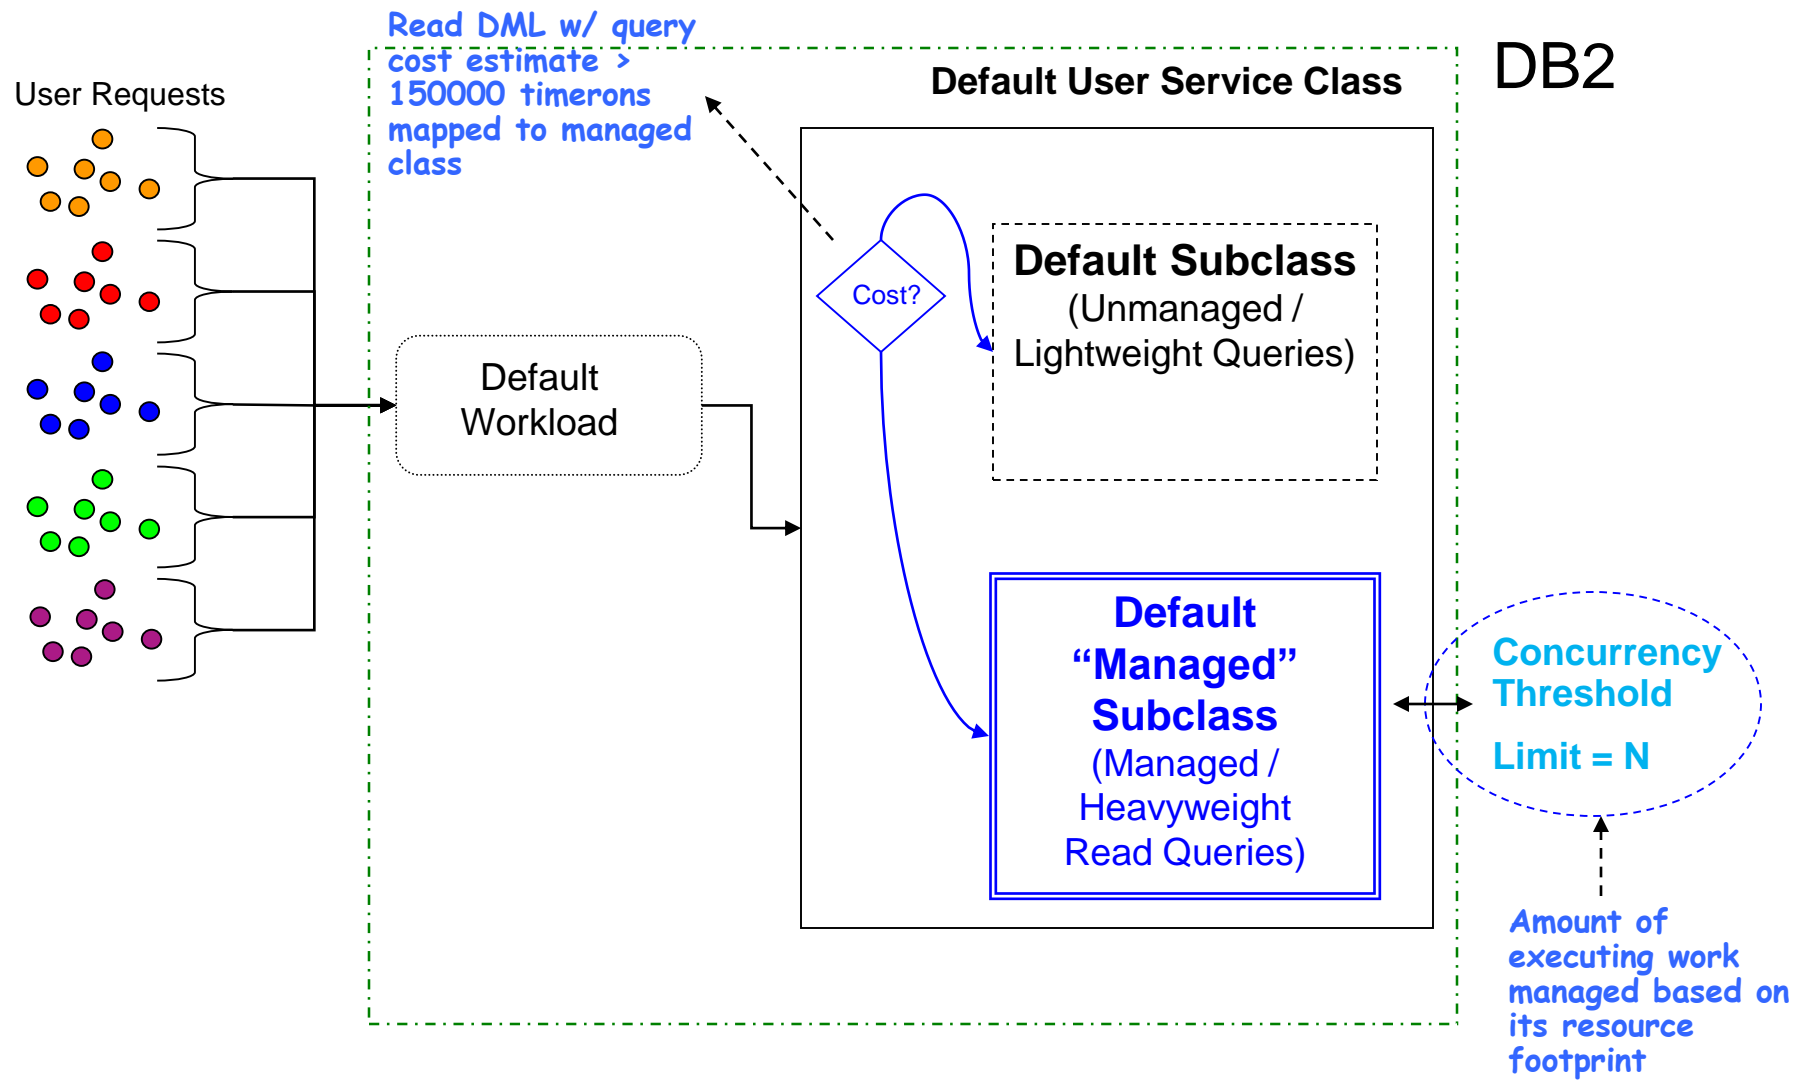 Read DML w/ query
cost estimate >
150000 timerons
mapped to managed
class
DB2
Default User Service Class
User Requests
Cost?
Default Subclass
(Unmanaged /
Lightweight Queries)
Default
Workload
Default
“Managed”
Subclass
(Managed /
Heavyweight
Read Queries)
Concurrency
Threshold
Limit = N
Amount of
executing work
managed based on
its resource
footprint